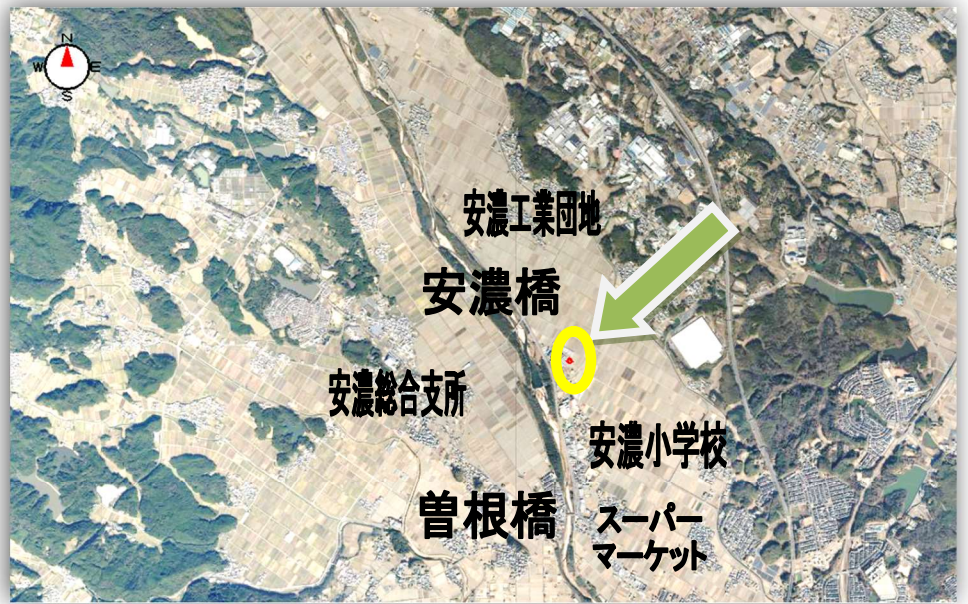 N
W E
S
安濃工業団地
安濃橋
安濃総合支所
安濃小学校
曽根橋
スーパー
マーケット